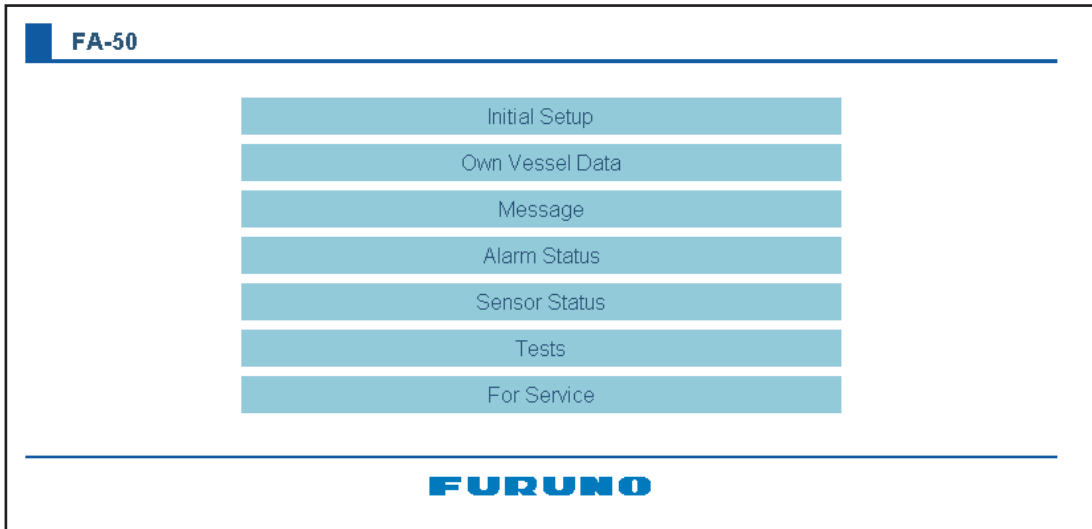 FA-50
Initial Setup
Own Vessel Data
Message
Alarm Status
Sensor Status
Tests
For Service
FURUNO